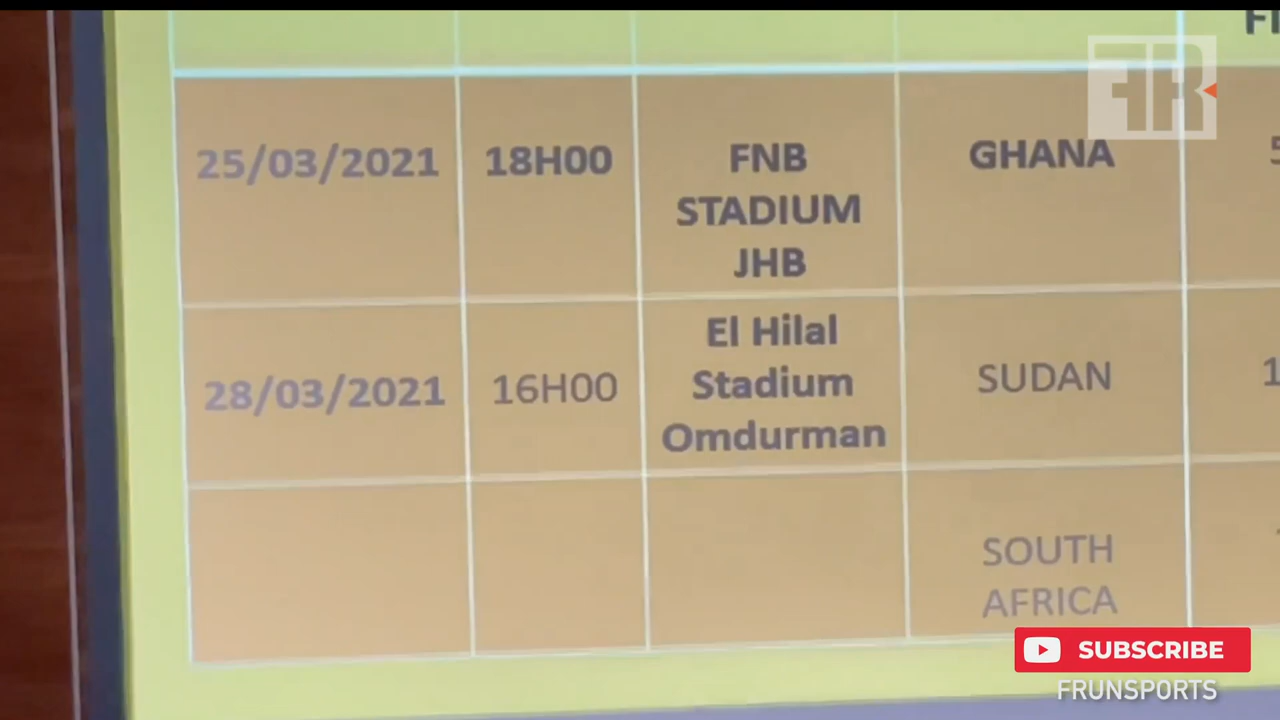 25/03/2021 18H00 FNB STADIUM JHB GHANA
28/03/2021 16H00 El Hilal Stadium Omdurman SUDAN
SOUTH AFRICA
SUBSCRIBE
FRUNSPORTS